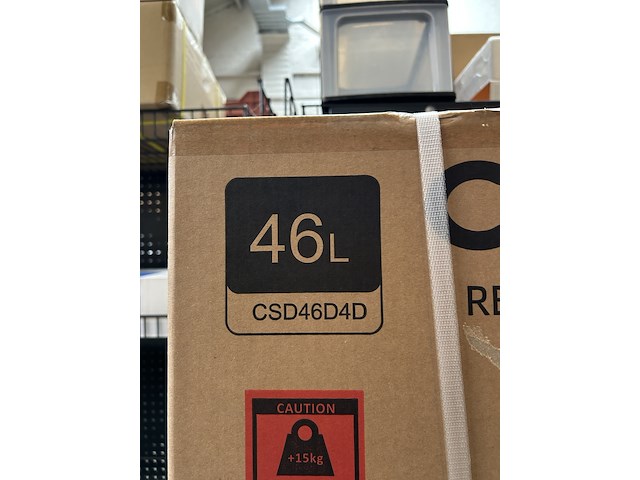 46L
CSD46D4D
RE
CAUTION
+15kg